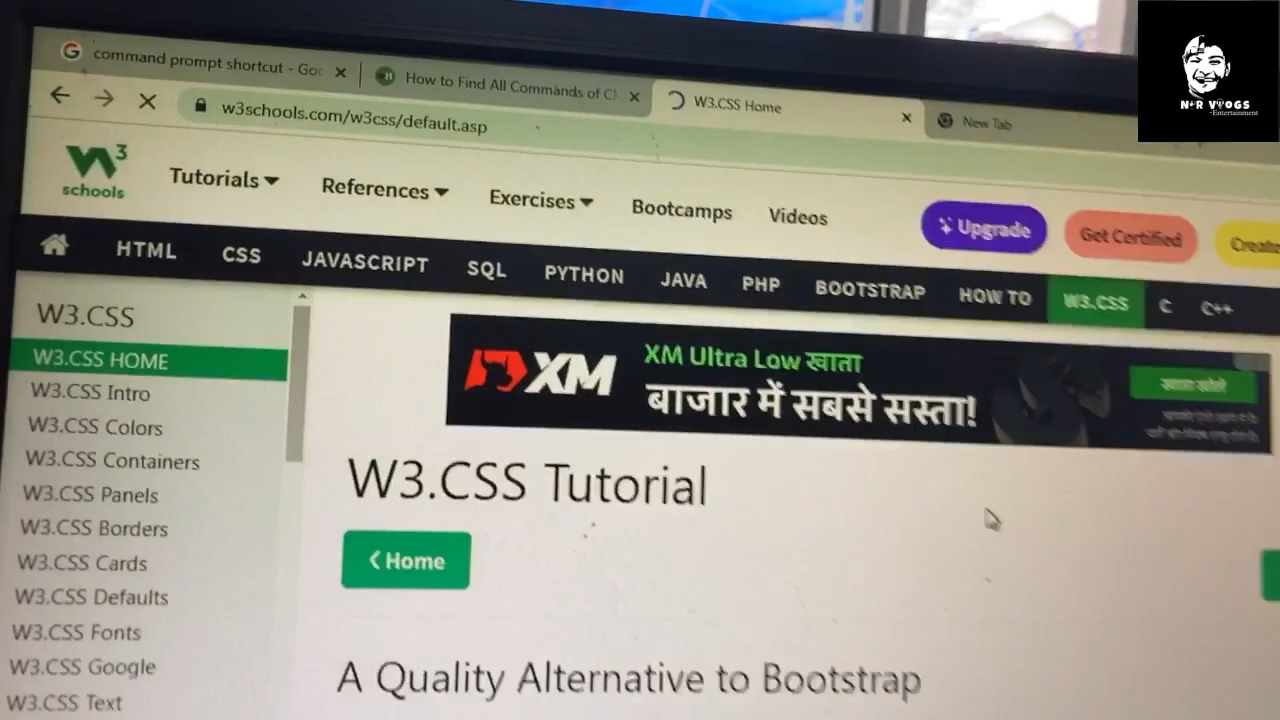 command prompt shortcut - Goo
How to Find All Commands of CM
W3.CSS Home
New Tab
w3schools.com/w3css/default.asp
W3 schools
Tutorials
References
Exercises
Bootcamps
Videos
Upgrade
Get Certified
Create
HTML
CSS
JAVASCRIPT
SQL
PYTHON
JAVA
PHP
BOOTSTRAP
HOW TO
W3.CSS
C
C++
W3.CSS
W3.CSS HOME
W3.CSS Intro
W3.CSS Colors
W3.CSS Containers
W3.CSS Panels
W3.CSS Borders
W3.CSS Cards
W3.CSS Defaults
W3.CSS Fonts
W3.CSS Google
W3.CSS Text
XM
XM Ultra Low खाता
बाजार में सबसे सस्ता!
खाता खोलें
W3.CSS Tutorial
❮ Home
A Quality Alternative to Bootstrap
N*R VLOGS
-Entertainment